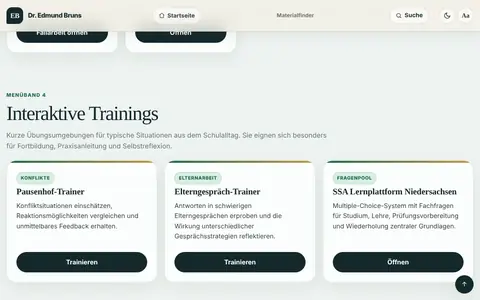 EB Dr. Edmund Bruns Startseite Materialfinder Suche Aa
Fallarbeit öffnen Öffnen
MENÜBAND 4
Interaktive Trainings
Kurze Übungsumgebungen für typische Situationen aus dem Schulalltag. Sie eignen sich besonders
für Fortbildung, Praxisanleitung und Selbstreflexion.
KONFLIKTE
Pausenhof-Trainer
Konfliktsituationen einschätzen,
Reaktionsmöglichkeiten vergleichen und
unmittelbares Feedback erhalten.
Trainieren
ELTERNARBEIT
Elterngespräch-Trainer
Antworten in schwierigen
Elterngesprächen erproben und die
Wirkung unterschiedlicher
Gesprächsstrategien reflektieren.
Trainieren
FRAGENPOOL
SSA Lernplattform Niedersachsen
Multiple-Choice-System mit Fachfragen
für Studium, Lehre, Prüfungsvorbereitung
und Wiederholung zentraler Grundlagen.
Öffnen